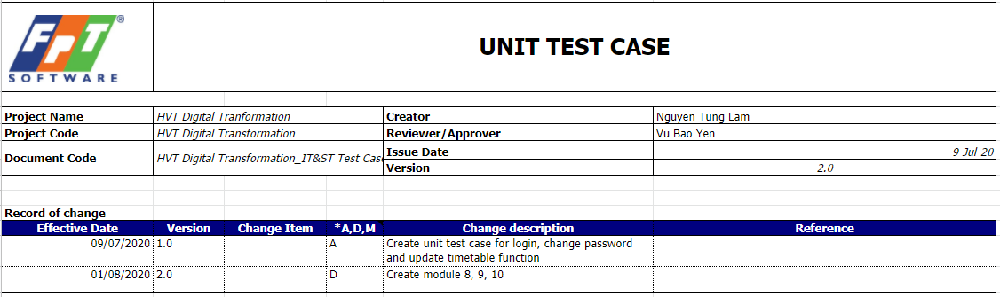 FPT ®
SOFTWARE
UNIT TEST CASE
Project Name HVT Digital Tranformation Creator Nguyen Tung Lam
Project Code HVT Digital Transformation Reviewer/Approver Vu Bao Yen
Document Code HVT Digital Transformation_IT&ST Test Cas Issue Date 9-Jul-20
Version 2.0
Record of change
Effective Date Version Change Item *A,D,M Change description Reference
09/07/2020 1.0 A Create unit test case for login, change password
and update timetable function
01/08/2020 2.0 D Create module 8, 9, 10